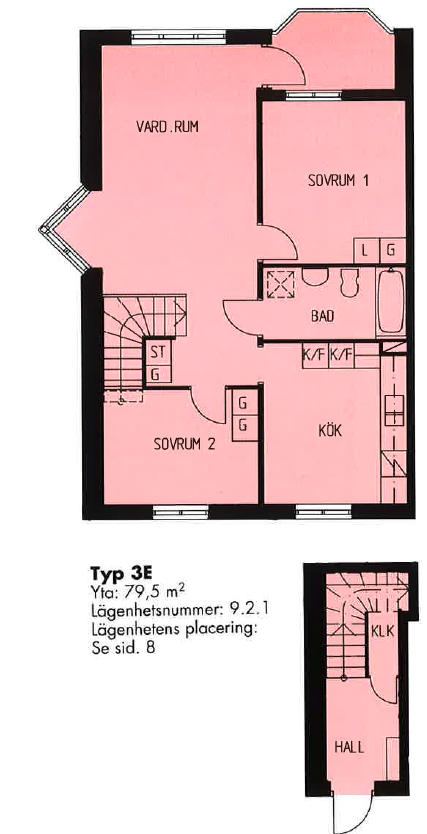 VARD.RUM
SOVRUM 1
L G
BAD
K/F K/F
ST
G
G
G
SOVRUM 2
KÖK
Typ 3E
Yta: 79,5 m²
Lägenhetsnummer: 9.2.1
Lägenhetens placering:
Se sid. 8
KLK
HALL